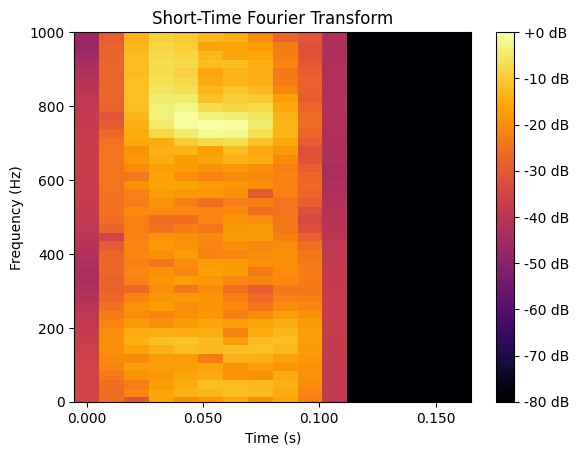 Short-Time Fourier Transform
1000
800
600
400
200
0
Frequency (Hz)
0.000
0.050
0.100
0.150
Time (s)
+0 dB
-10 dB
-20 dB
-30 dB
-40 dB
-50 dB
-60 dB
-70 dB
-80 dB